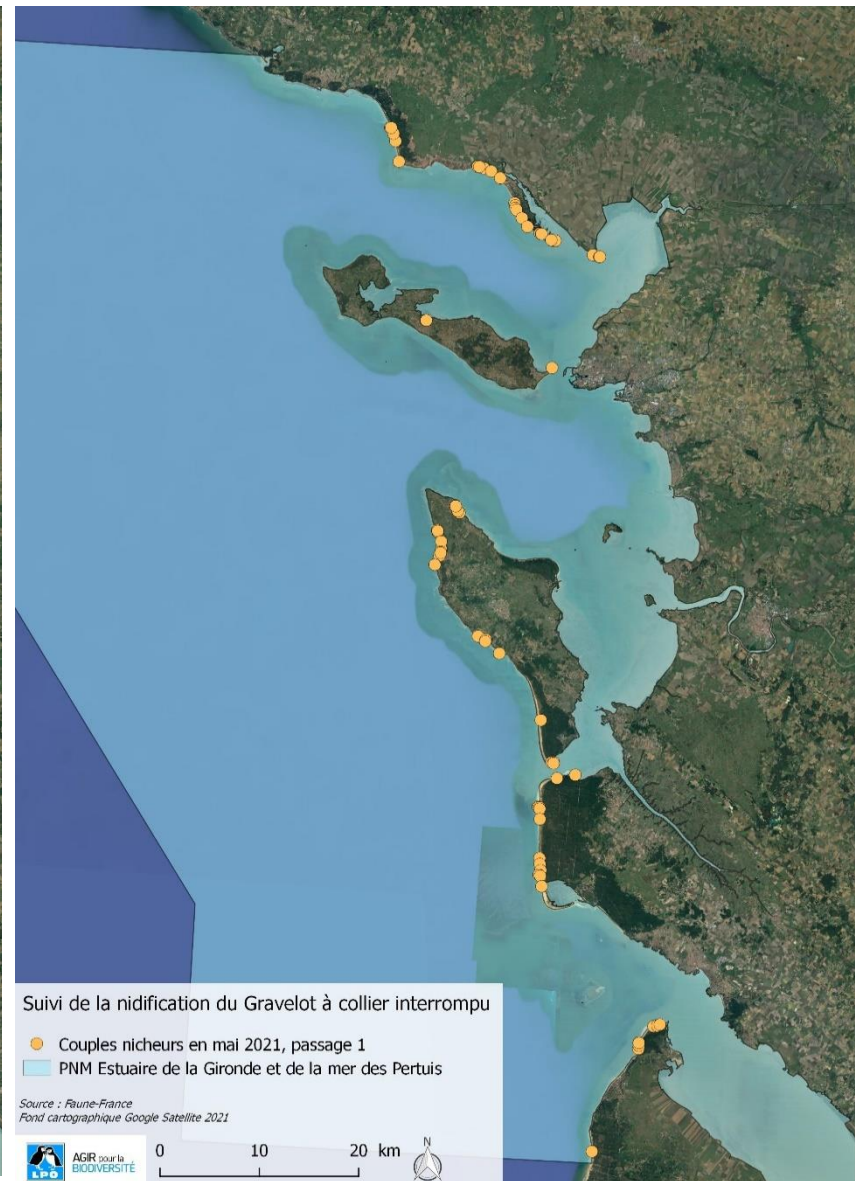 Suivi de la nidification du Gravelot à collier interrompu
Couples nicheurs en mai 2021, passage 1
PNM Estuaire de la Gironde et de la mer des Pertuis
Source : Faune-France
Fond cartographique Google Satellite 2021
LPO
AGIR pour la
BIODIVERSITÉ
0 10 20 km
N